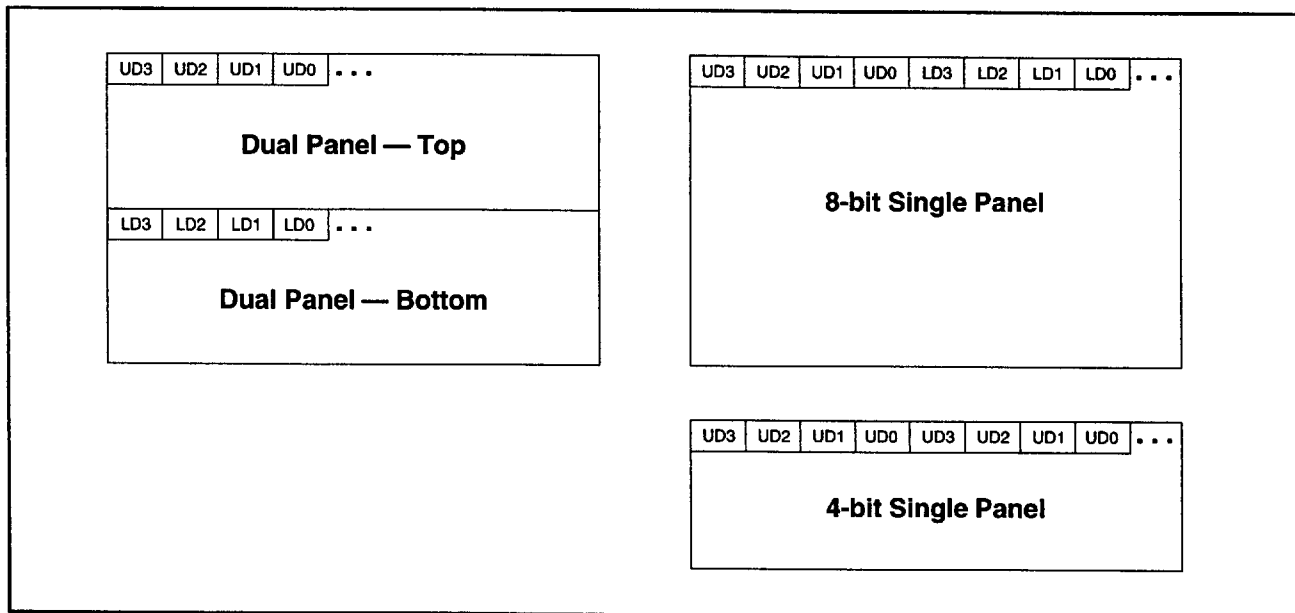 UD3 UD2 UD1 UD0 ...
Dual Panel — Top
LD3 LD2 LD1 LD0 ...
Dual Panel — Bottom
UD3 UD2 UD1 UD0 LD3 LD2 LD1 LD0 ...
8-bit Single Panel
UD3 UD2 UD1 UD0 UD3 UD2 UD1 UD0 ...
4-bit Single Panel